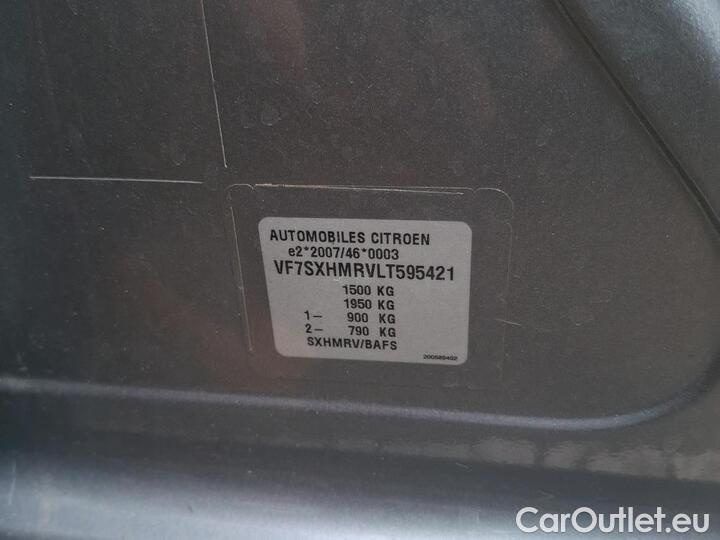 AUTOMOBILES CITROEN
e2*2007/46*0003
VF7SXHMRVLT595421
1500 KG
1950 KG
1- 900 KG
2- 790 KG
SXHMRV/BAFS
200589402
CarOutlet.eu